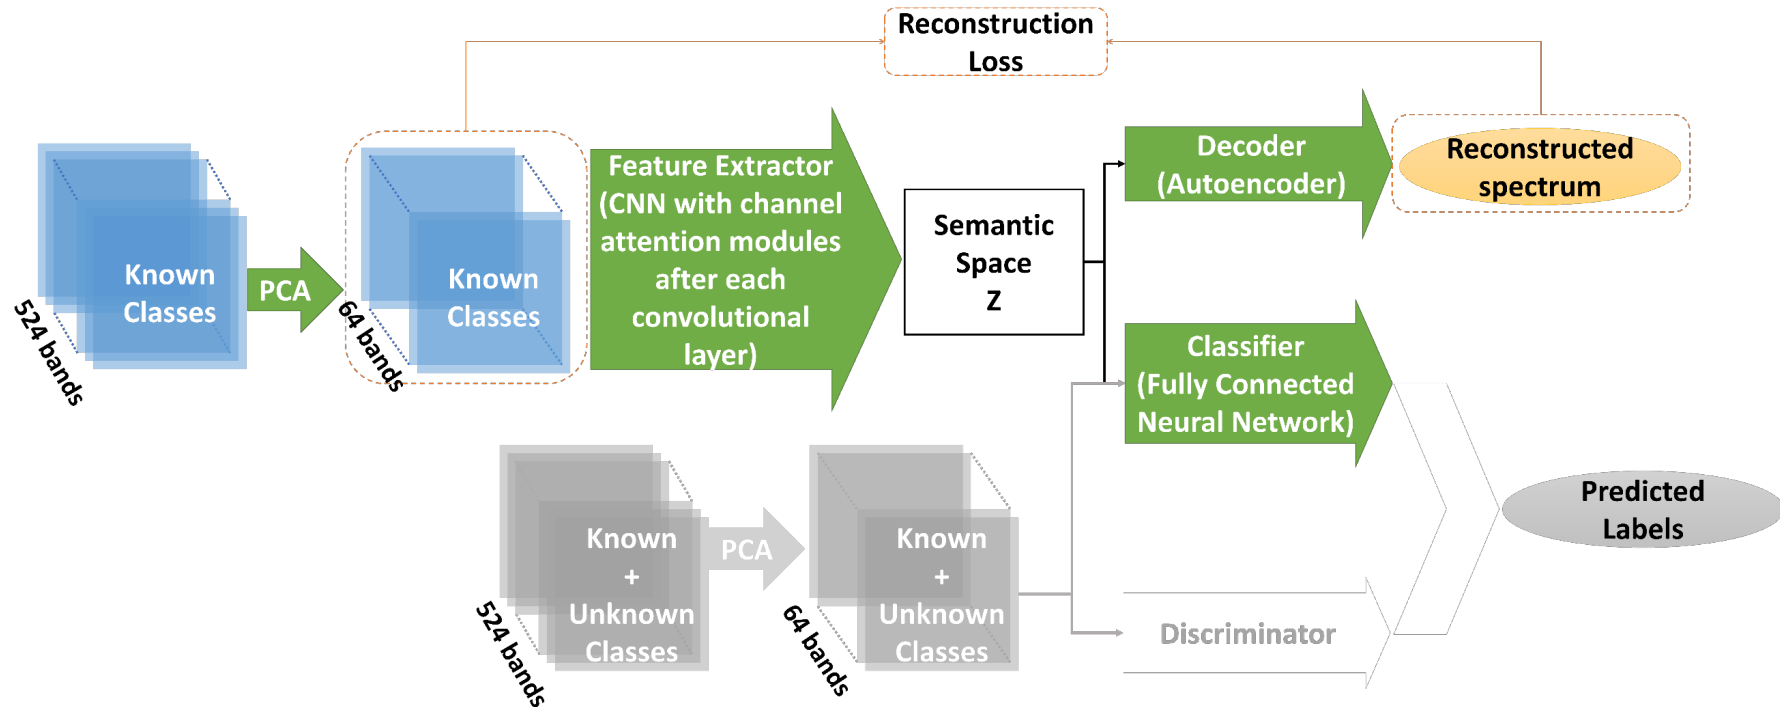 Reconstruction
Loss
Known
Classes
524 bands
PCA
Known
Classes
64 bands
Feature Extractor
(CNN with channel
attention modules
after each
convolutional
layer)
Semantic
Space
Z
Decoder
(Autoencoder)
Reconstructed
spectrum
Classifier
(Fully Connected
Neural Network)
Known
+
Unknown
Classes
524 bands
PCA
Known
+
Unknown
Classes
64 bands
Discriminator
Predicted
Labels